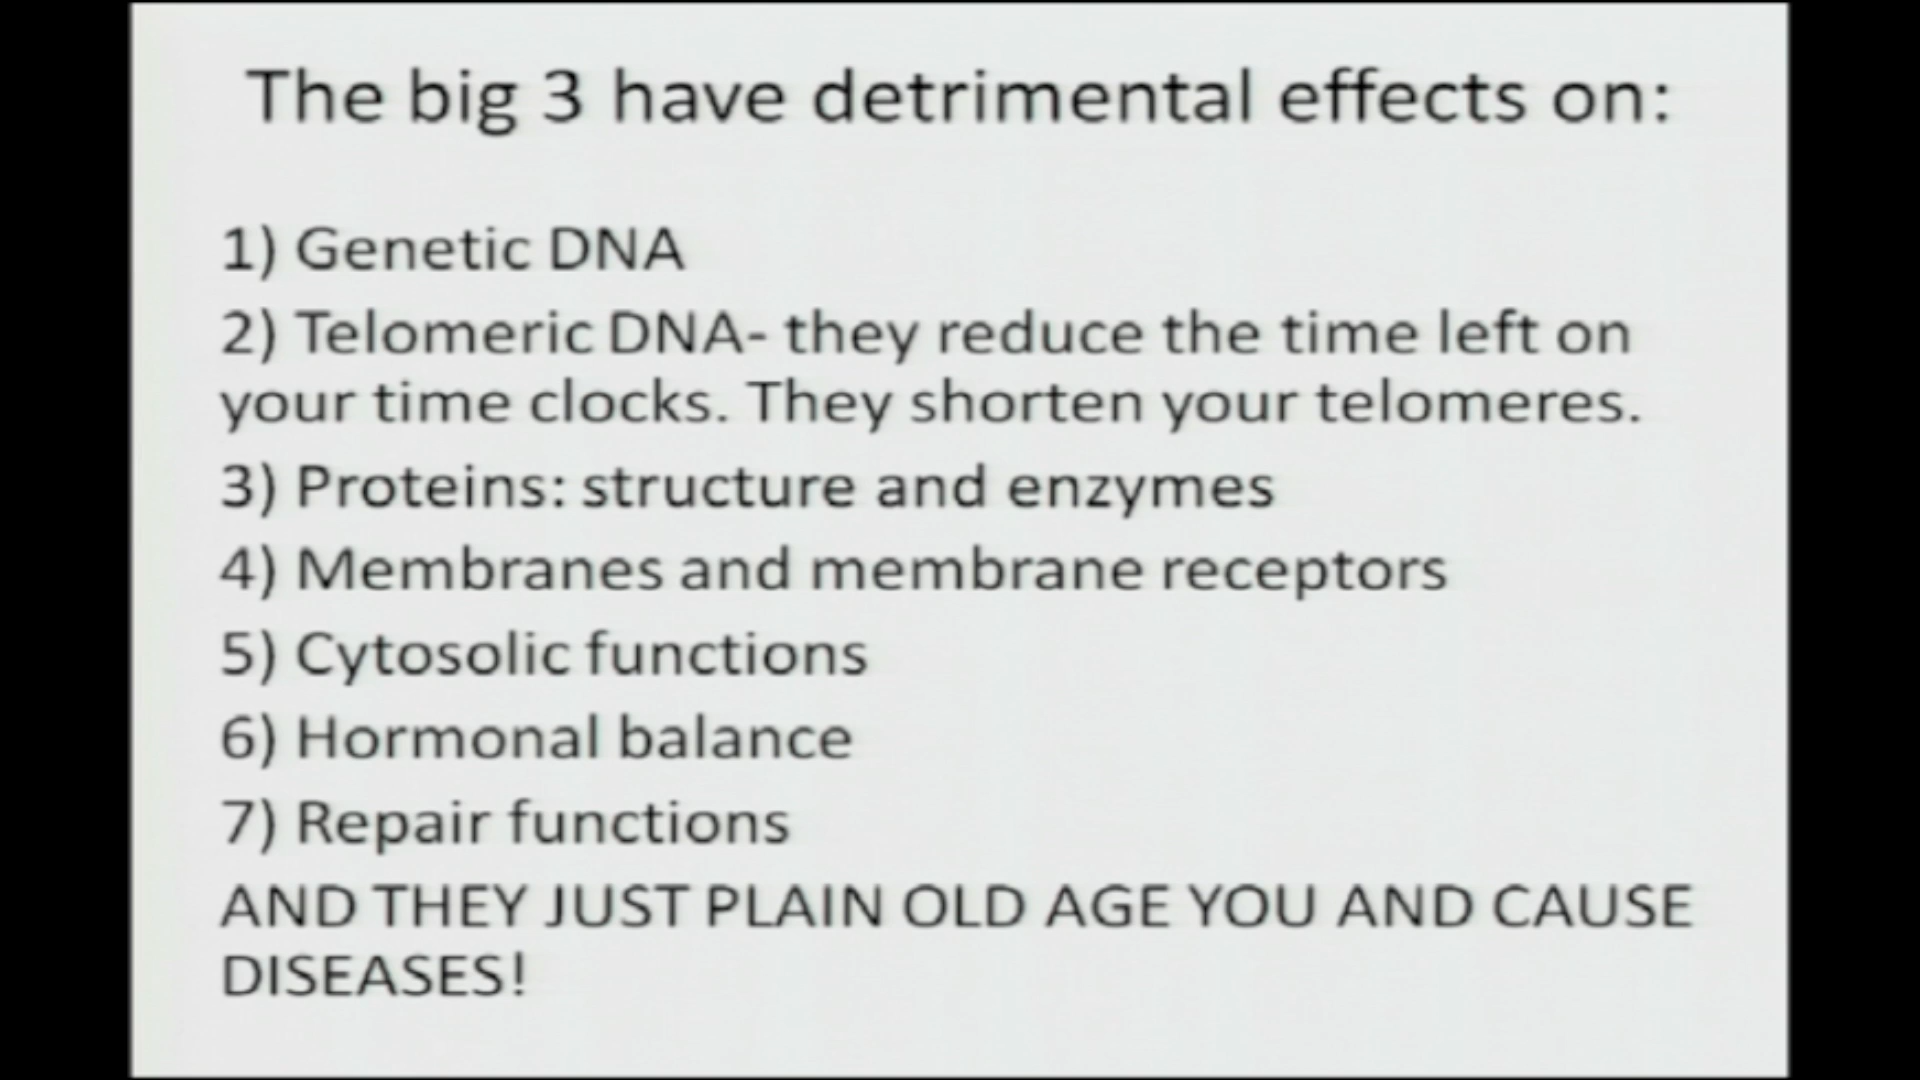 The big 3 have detrimental effects on:
1) Genetic DNA
2) Telomeric DNA- they reduce the time left on
your time clocks. They shorten your telomeres.
3) Proteins: structure and enzymes
4) Membranes and membrane receptors
5) Cytosolic functions
6) Hormonal balance
7) Repair functions
AND THEY JUST PLAIN OLD AGE YOU AND CAUSE
DISEASES!